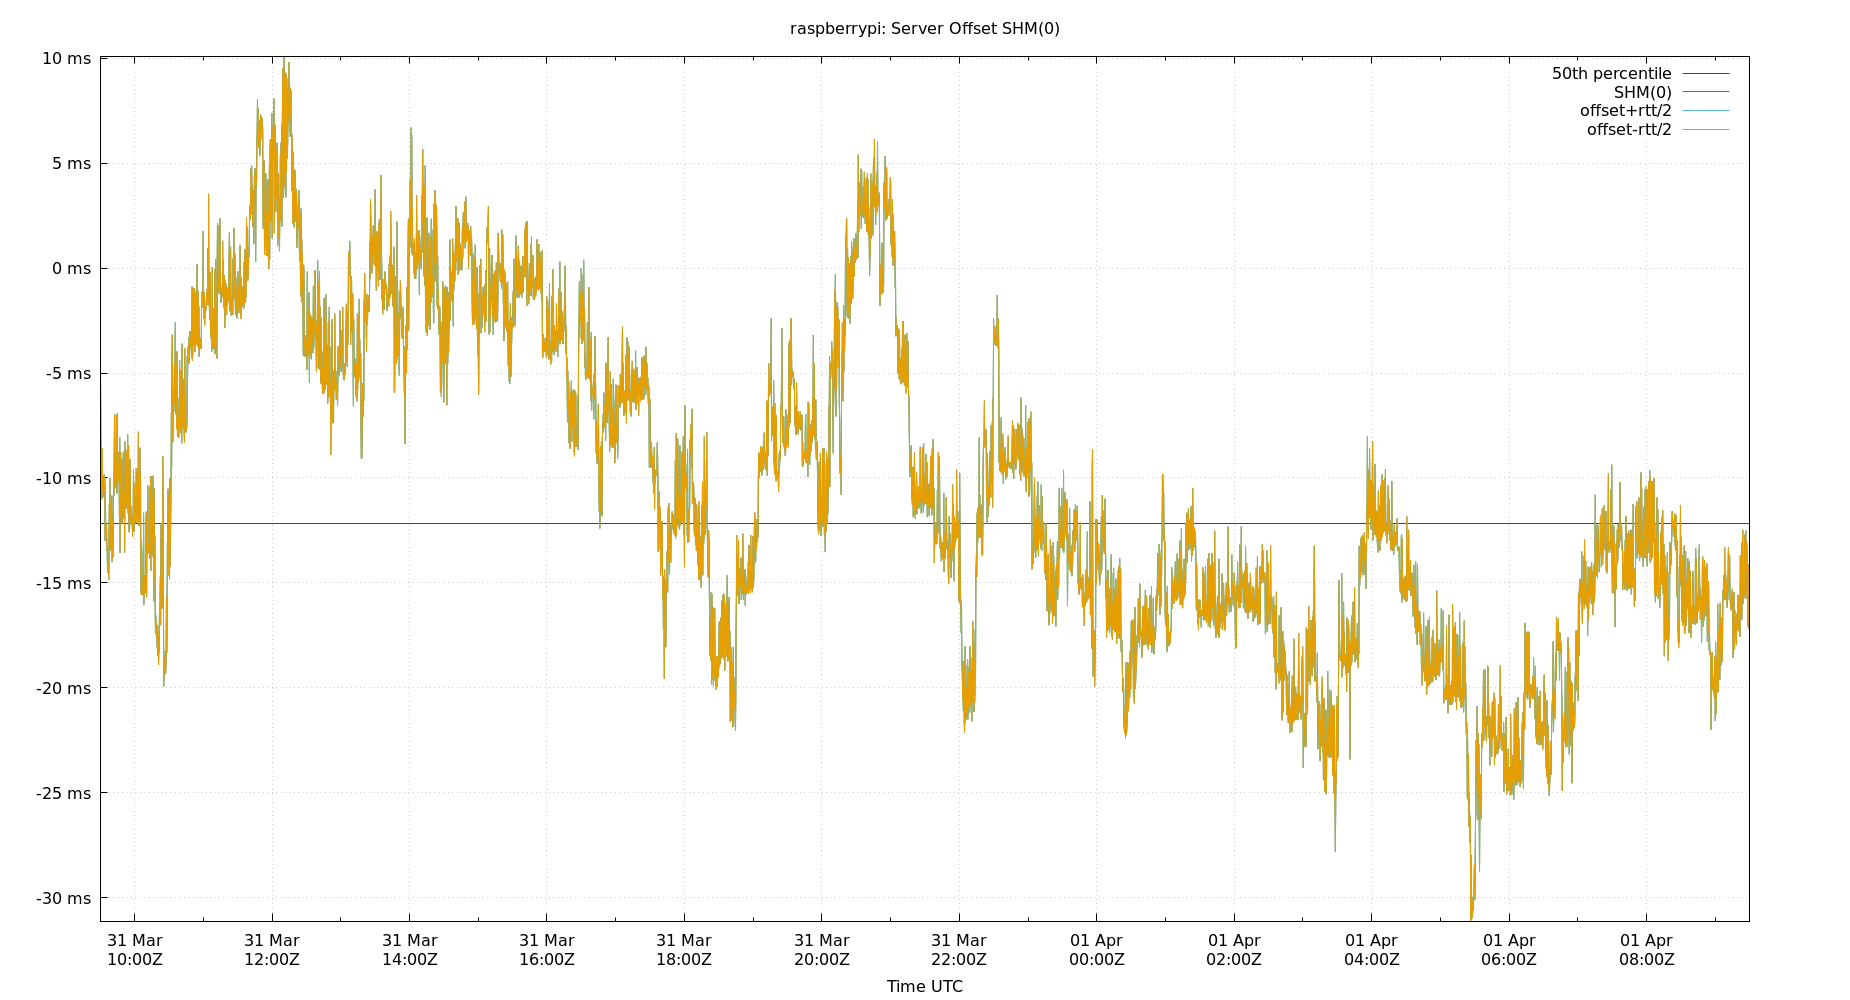 raspberrypi: Server Offset SHM(0)
50th percentile
SHM(0)
offset+rtt/2
offset-rtt/2
10 ms
5 ms
0 ms
-5 ms
-10 ms
-15 ms
-20 ms
-25 ms
-30 ms
31 Mar 31 Mar 31 Mar 31 Mar 31 Mar 31 Mar 31 Mar 01 Apr 01 Apr 01 Apr 01 Apr 01 Apr
10:00Z 12:00Z 14:00Z 16:00Z 18:00Z 20:00Z 22:00Z 00:00Z 02:00Z 04:00Z 06:00Z 08:00Z
Time UTC